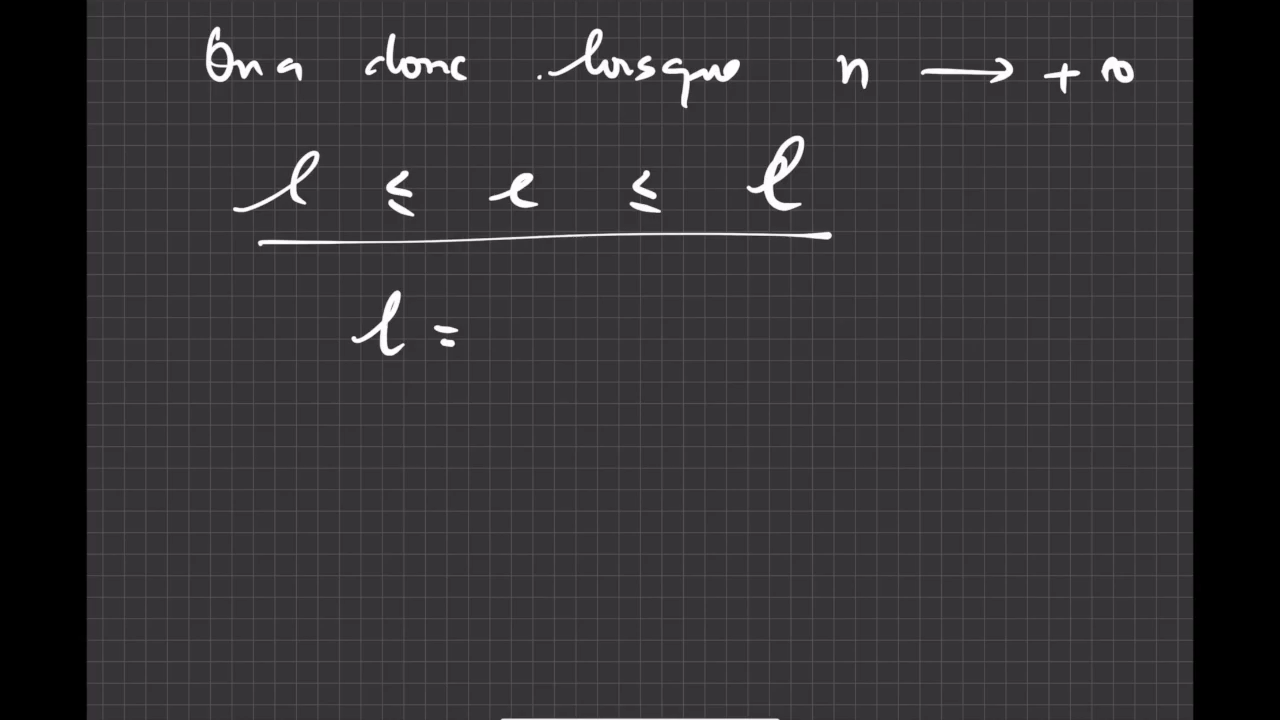 On a donc lorsque n → +∞
l ≤ e ≤ l
l =